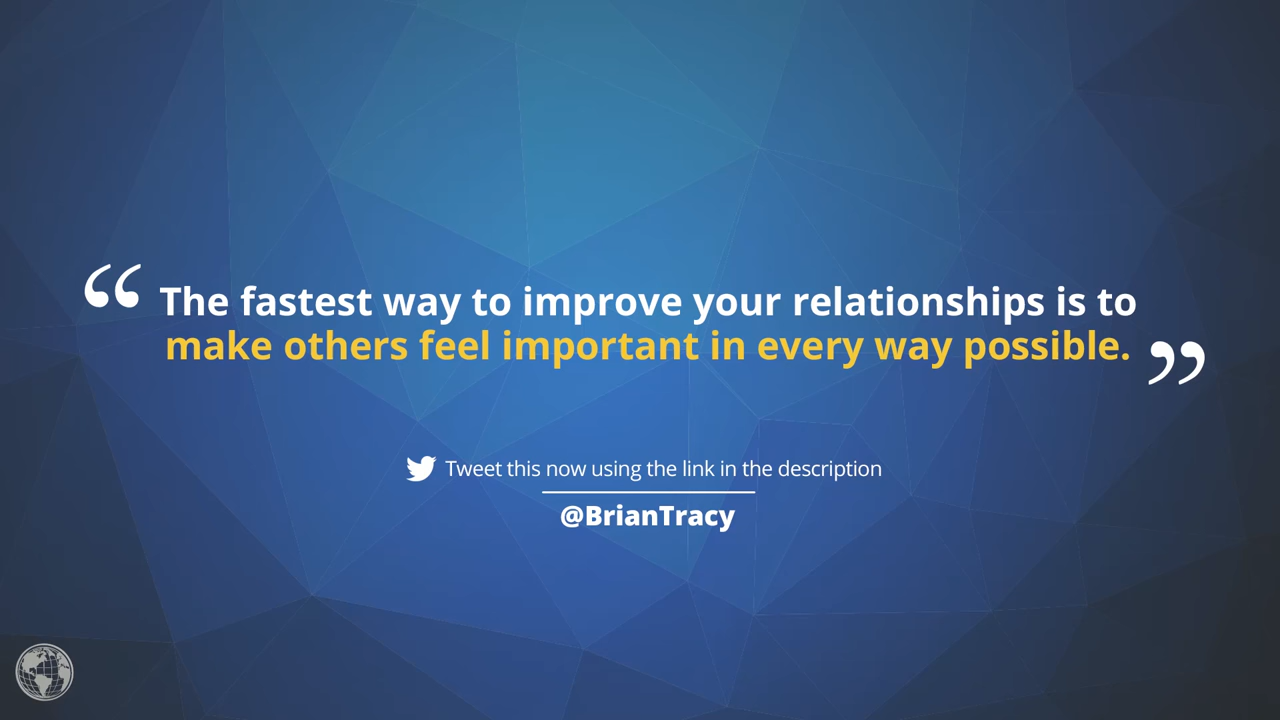 “ The fastest way to improve your relationships is to
make others feel important in every way possible. ”
Tweet this now using the link in the description
@BrianTracy